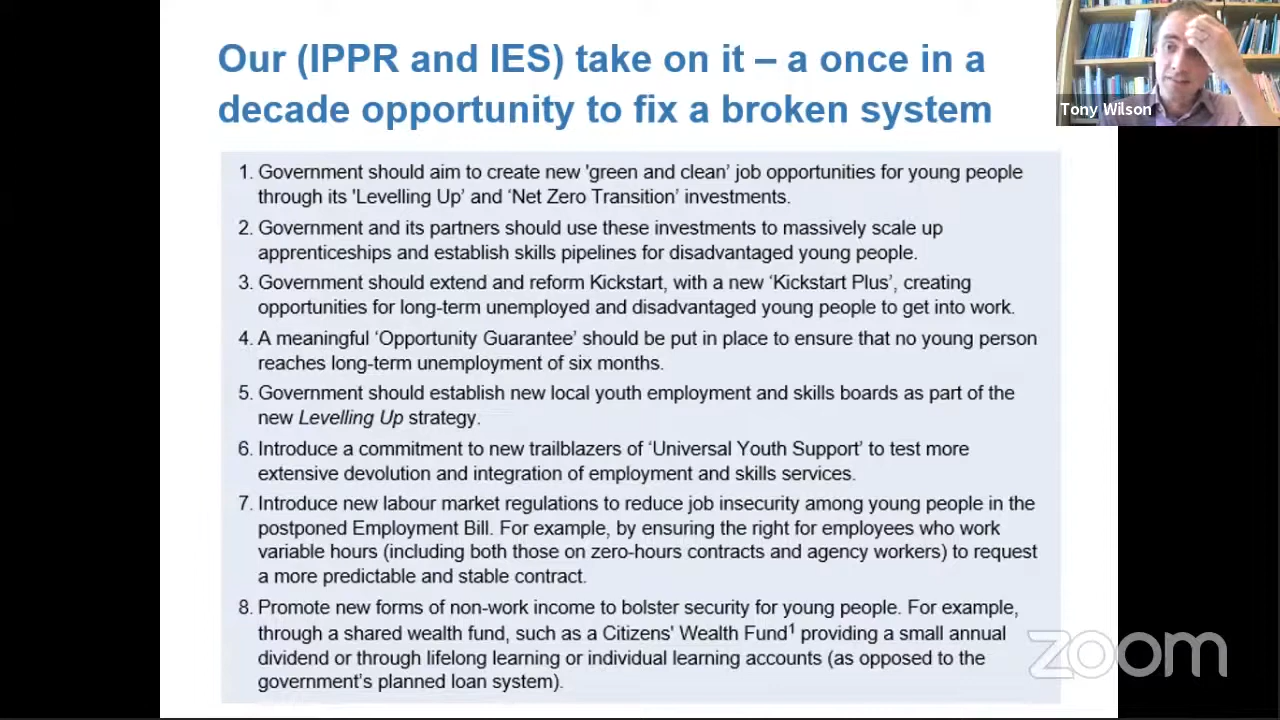 Our (IPPR and IES) take on it – a once in a
decade opportunity to fix a broken system
Tony Wilson
1. Government should aim to create new 'green and clean' job opportunities for young people
through its 'Levelling Up' and ‘Net Zero Transition’ investments.
2. Government and its partners should use these investments to massively scale up
apprenticeships and establish skills pipelines for disadvantaged young people.
3. Government should extend and reform Kickstart, with a new ‘Kickstart Plus’, creating
opportunities for long-term unemployed and disadvantaged young people to get into work.
4. A meaningful ‘Opportunity Guarantee’ should be put in place to ensure that no young person
reaches long-term unemployment of six months.
5. Government should establish new local youth employment and skills boards as part of the
new Levelling Up strategy.
6. Introduce a commitment to new trailblazers of ‘Universal Youth Support’ to test more
extensive devolution and integration of employment and skills services.
7. Introduce new labour market regulations to reduce job insecurity among young people in the
postponed Employment Bill. For example, by ensuring the right for employees who work
variable hours (including both those on zero-hours contracts and agency workers) to request
a more predictable and stable contract.
8. Promote new forms of non-work income to bolster security for young people. For example,
through a shared wealth fund, such as a Citizens' Wealth Fund¹ providing a small annual
dividend or through lifelong learning or individual learning accounts (as opposed to the
government’s planned loan system).
zoom